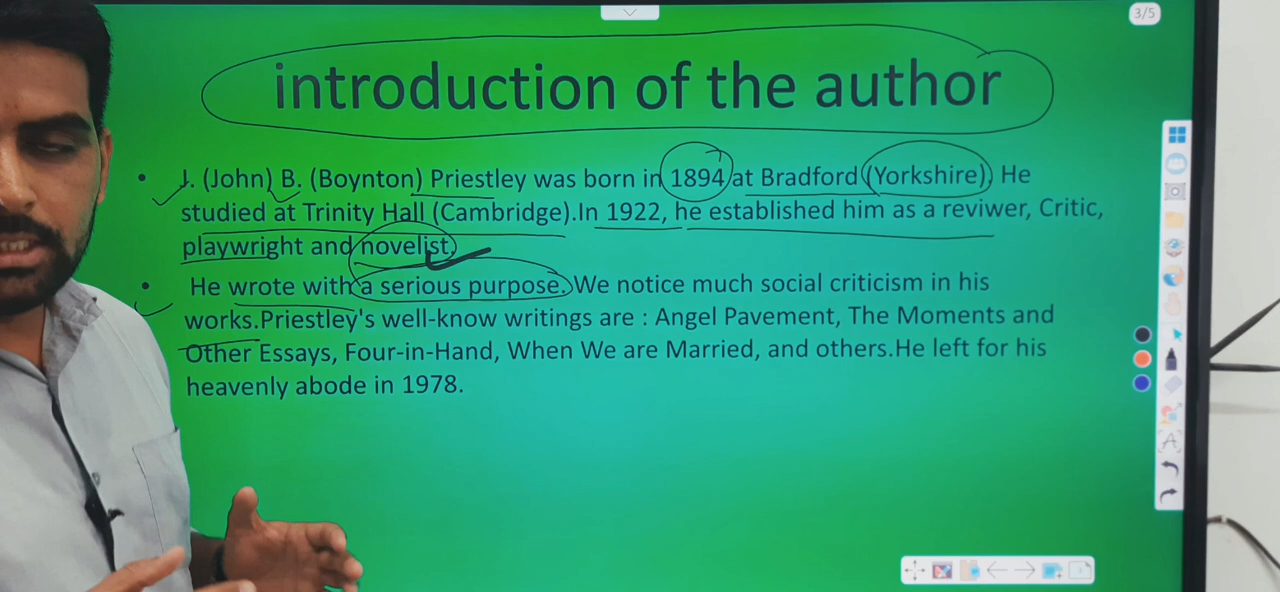 3/5
introduction of the author
• J. (John) B. (Boynton) Priestley was born in 1894 at Bradford (Yorkshire). He
studied at Trinity Hall (Cambridge).In 1922, he established him as a reviwer, Critic,
playwright and novelist.
• He wrote with a serious purpose. We notice much social criticism in his
works.Priestley's well-know writings are : Angel Pavement, The Moments and
Other Essays, Four-in-Hand, When We are Married, and others.He left for his
heavenly abode in 1978.
A